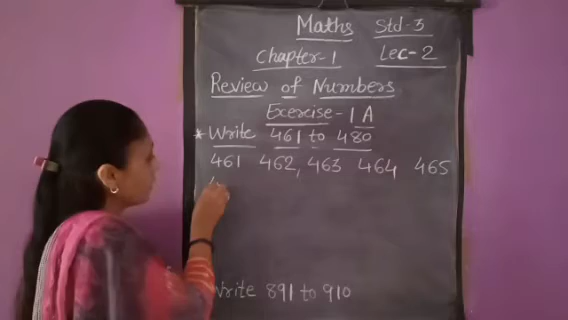 Maths Std-3
Chapter-1 Lec-2
Review of Numbers
Exercise-1A
* Write 461 to 480
461 462, 463 464 465
4
Write 891 to 910